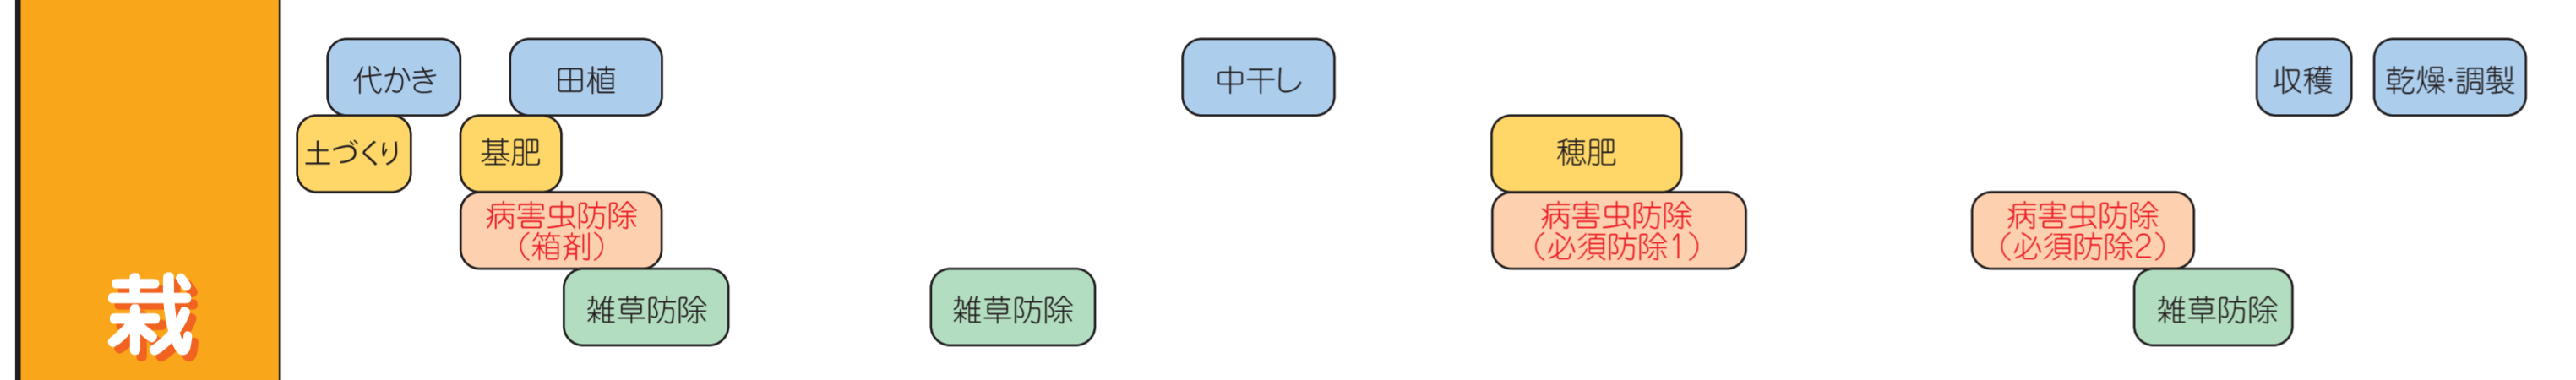 栽
代かき
田植
中干し
収穫
乾燥・調製
土づくり
基肥
穂肥
病害虫防除
（箱剤）
病害虫防除
（必須防除1）
病害虫防除
（必須防除2）
雑草防除
雑草防除
雑草防除